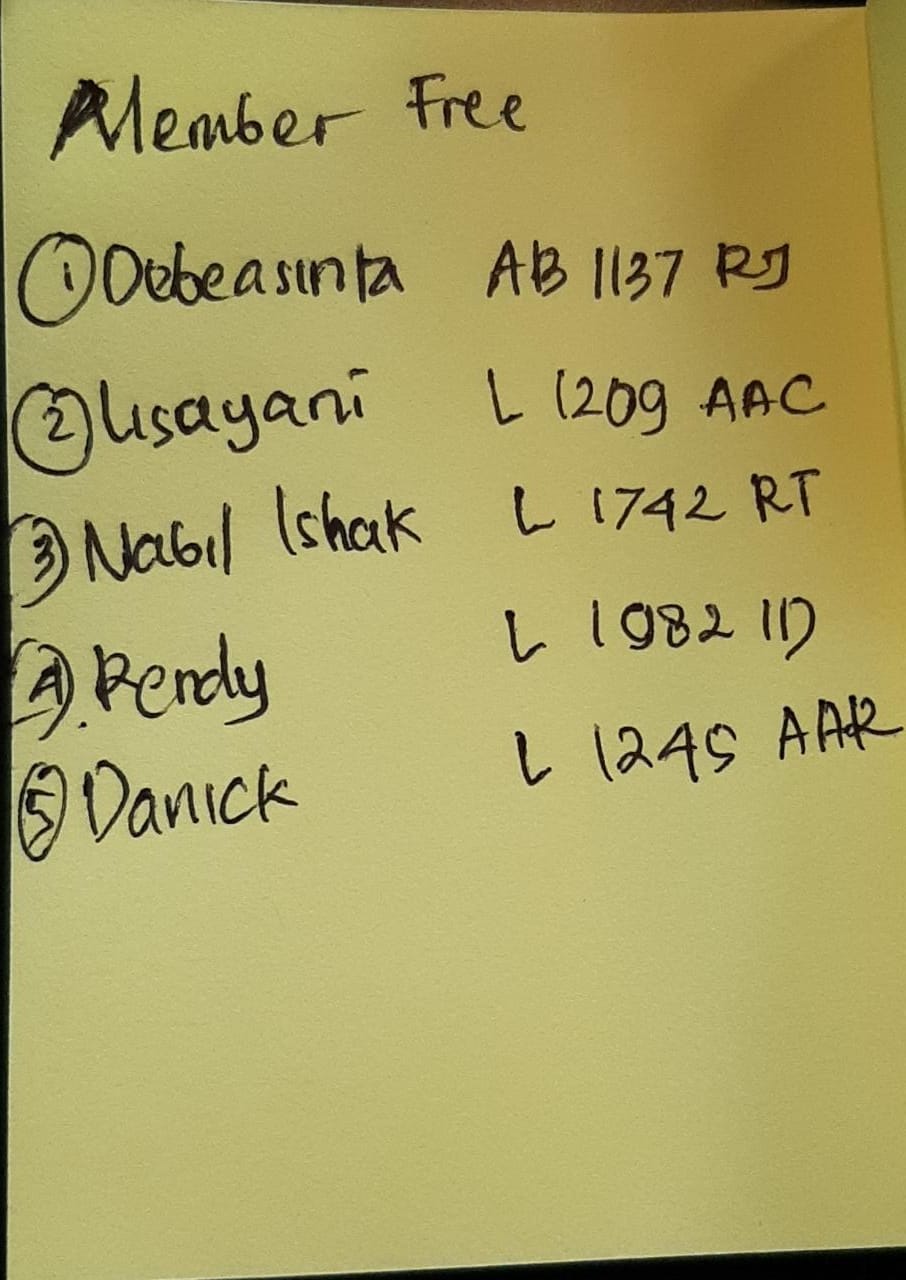 Member Free
① Debeasinta AB 1137 RJ
② Lisayani L 1209 AAC
③ Nabil Ishak L 1742 RT
④. Rendy L 1982 ID
⑤ Danick L 1245 AAR